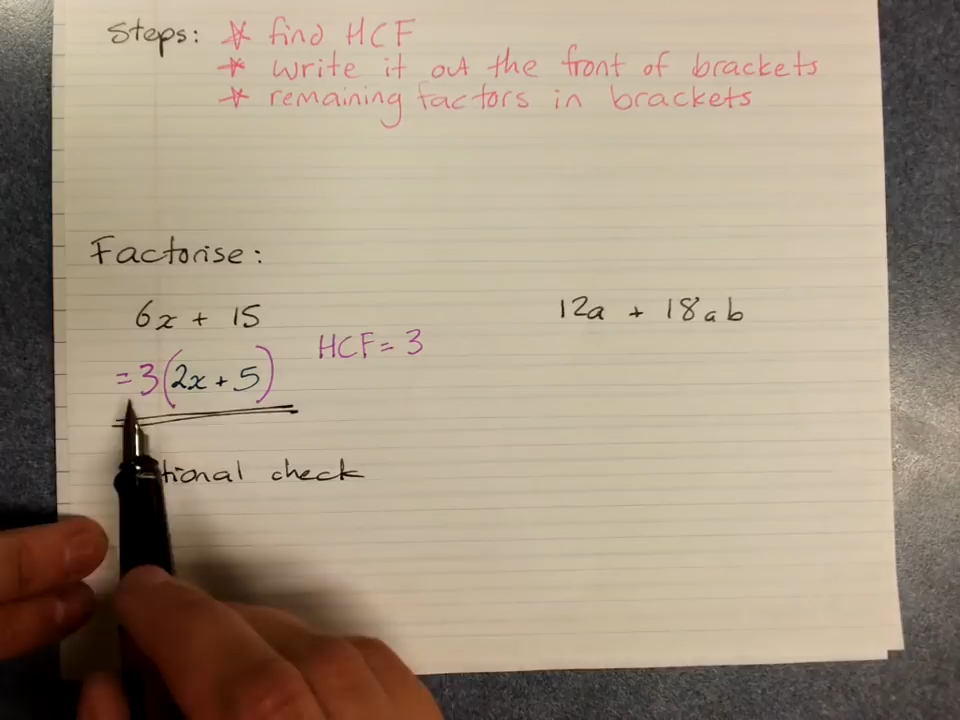 Steps: * find HCF
* write it out the front of brackets
* remaining factors in brackets
Factorise:
6x + 15
HCF = 3
= 3(2x + 5)
tional check
12a + 18ab